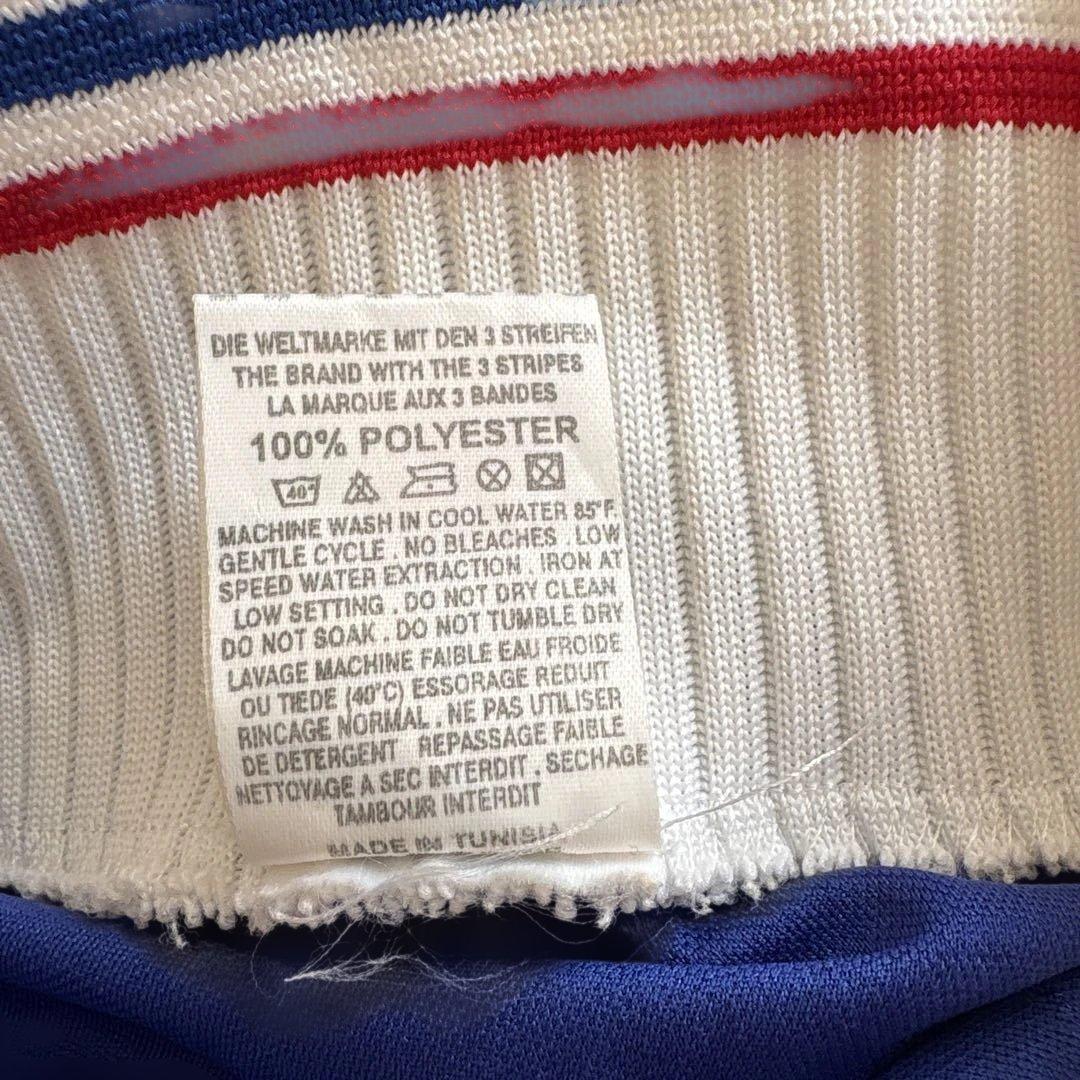 DIE WELTMARKE MIT DEN 3 STREIFEN
THE BRAND WITH THE 3 STRIPES
LA MARQUE AUX 3 BANDES
100% POLYESTER
40°
MACHINE WASH IN COOL WATER 85°F
GENTLE CYCLE . NO BLEACHES . LOW
SPEED WATER EXTRACTION . IRON AT
LOW SETTING . DO NOT DRY CLEAN
DO NOT SOAK . DO NOT TUMBLE DRY
LAVAGE MACHINE FAIBLE EAU FROIDE
OU TIEDE (40°C) ESSORAGE REDUIT
RINCAGE NORMAL . NE PAS UTILISER
DE DETERGENT REPASSAGE FAIBLE
NETTOYAGE A SEC INTERDIT . SECHAGE
TAMBOUR INTERDIT
MADE IN TUNISIA